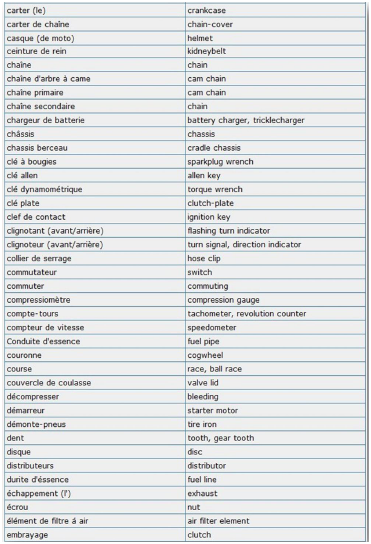 carter (le) crankcase
carter de chaîne chain-cover
casque (de moto) helmet
ceinture de rein kidneybelt
chaîne chain
chaîne d'arbre à came cam chain
chaîne primaire cam chain
chaîne secondaire chain
chargeur de batterie battery charger, tricklecharger
châssis chassis
chassis berceau cradle chassis
clé à bougies sparkplug wrench
clé allen allen key
clé dynamométrique torque wrench
clé plate clutch-plate
clef de contact ignition key
clignotant (avant/arrière) flashing turn indicator
clignoteur (avant/arrière) turn signal, direction indicator
collier de serrage hose clip
commutateur switch
commuter commuting
compressiomètre compression gauge
compte-tours tachometer, revolution counter
compteur de vitesse speedometer
Conduite d'essence fuel pipe
couronne cogwheel
course race, ball race
couvercle de coulasse valve lid
décompresser bleeding
démarreur starter motor
démonte-pneus tire iron
dent tooth, gear tooth
disque disc
distributeurs distributor
durite d'éssence fuel line
échappement (l') exhaust
écrou nut
élément de filtre á air air filter element
embrayage clutch